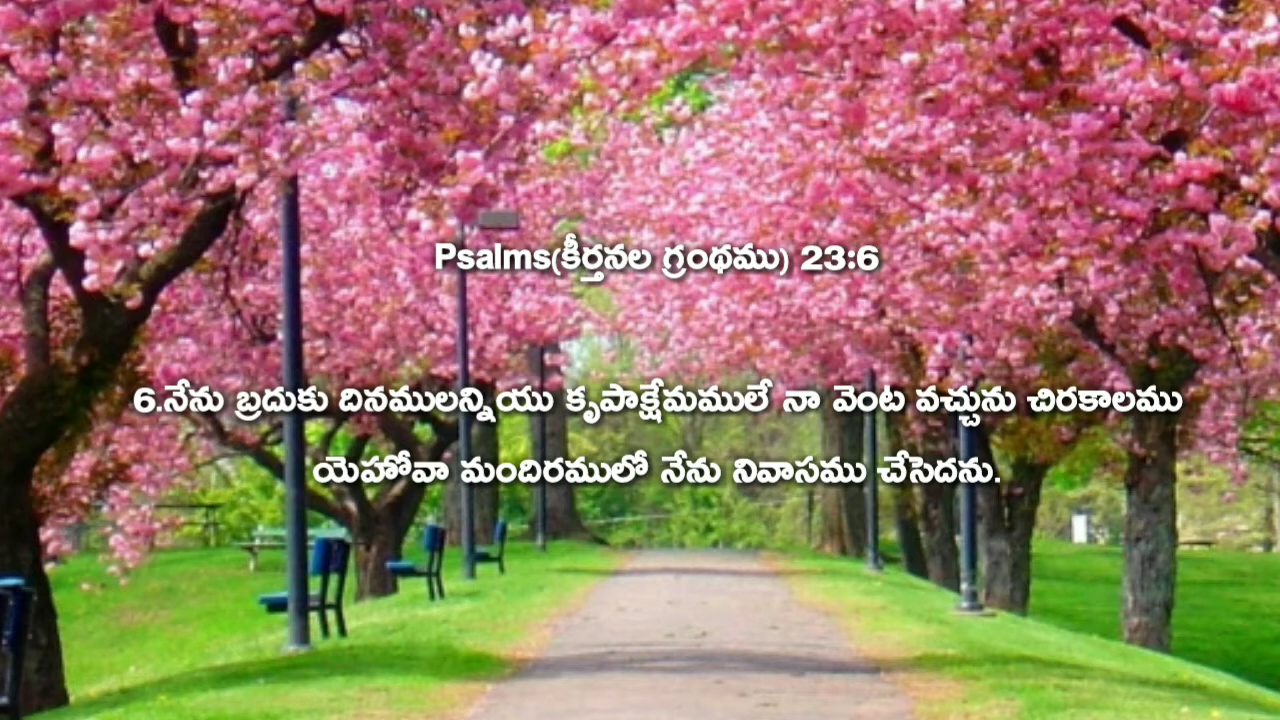 Psalms(కీర్తనల గ్రంథము) 23:6
6.నేను బ్రదుకు దినములన్నియు కృపాక్షేమములే నా వెంట వచ్చును చిరకాలము
యెహోవా మందిరములో నేను నివాసము చేసెదను.